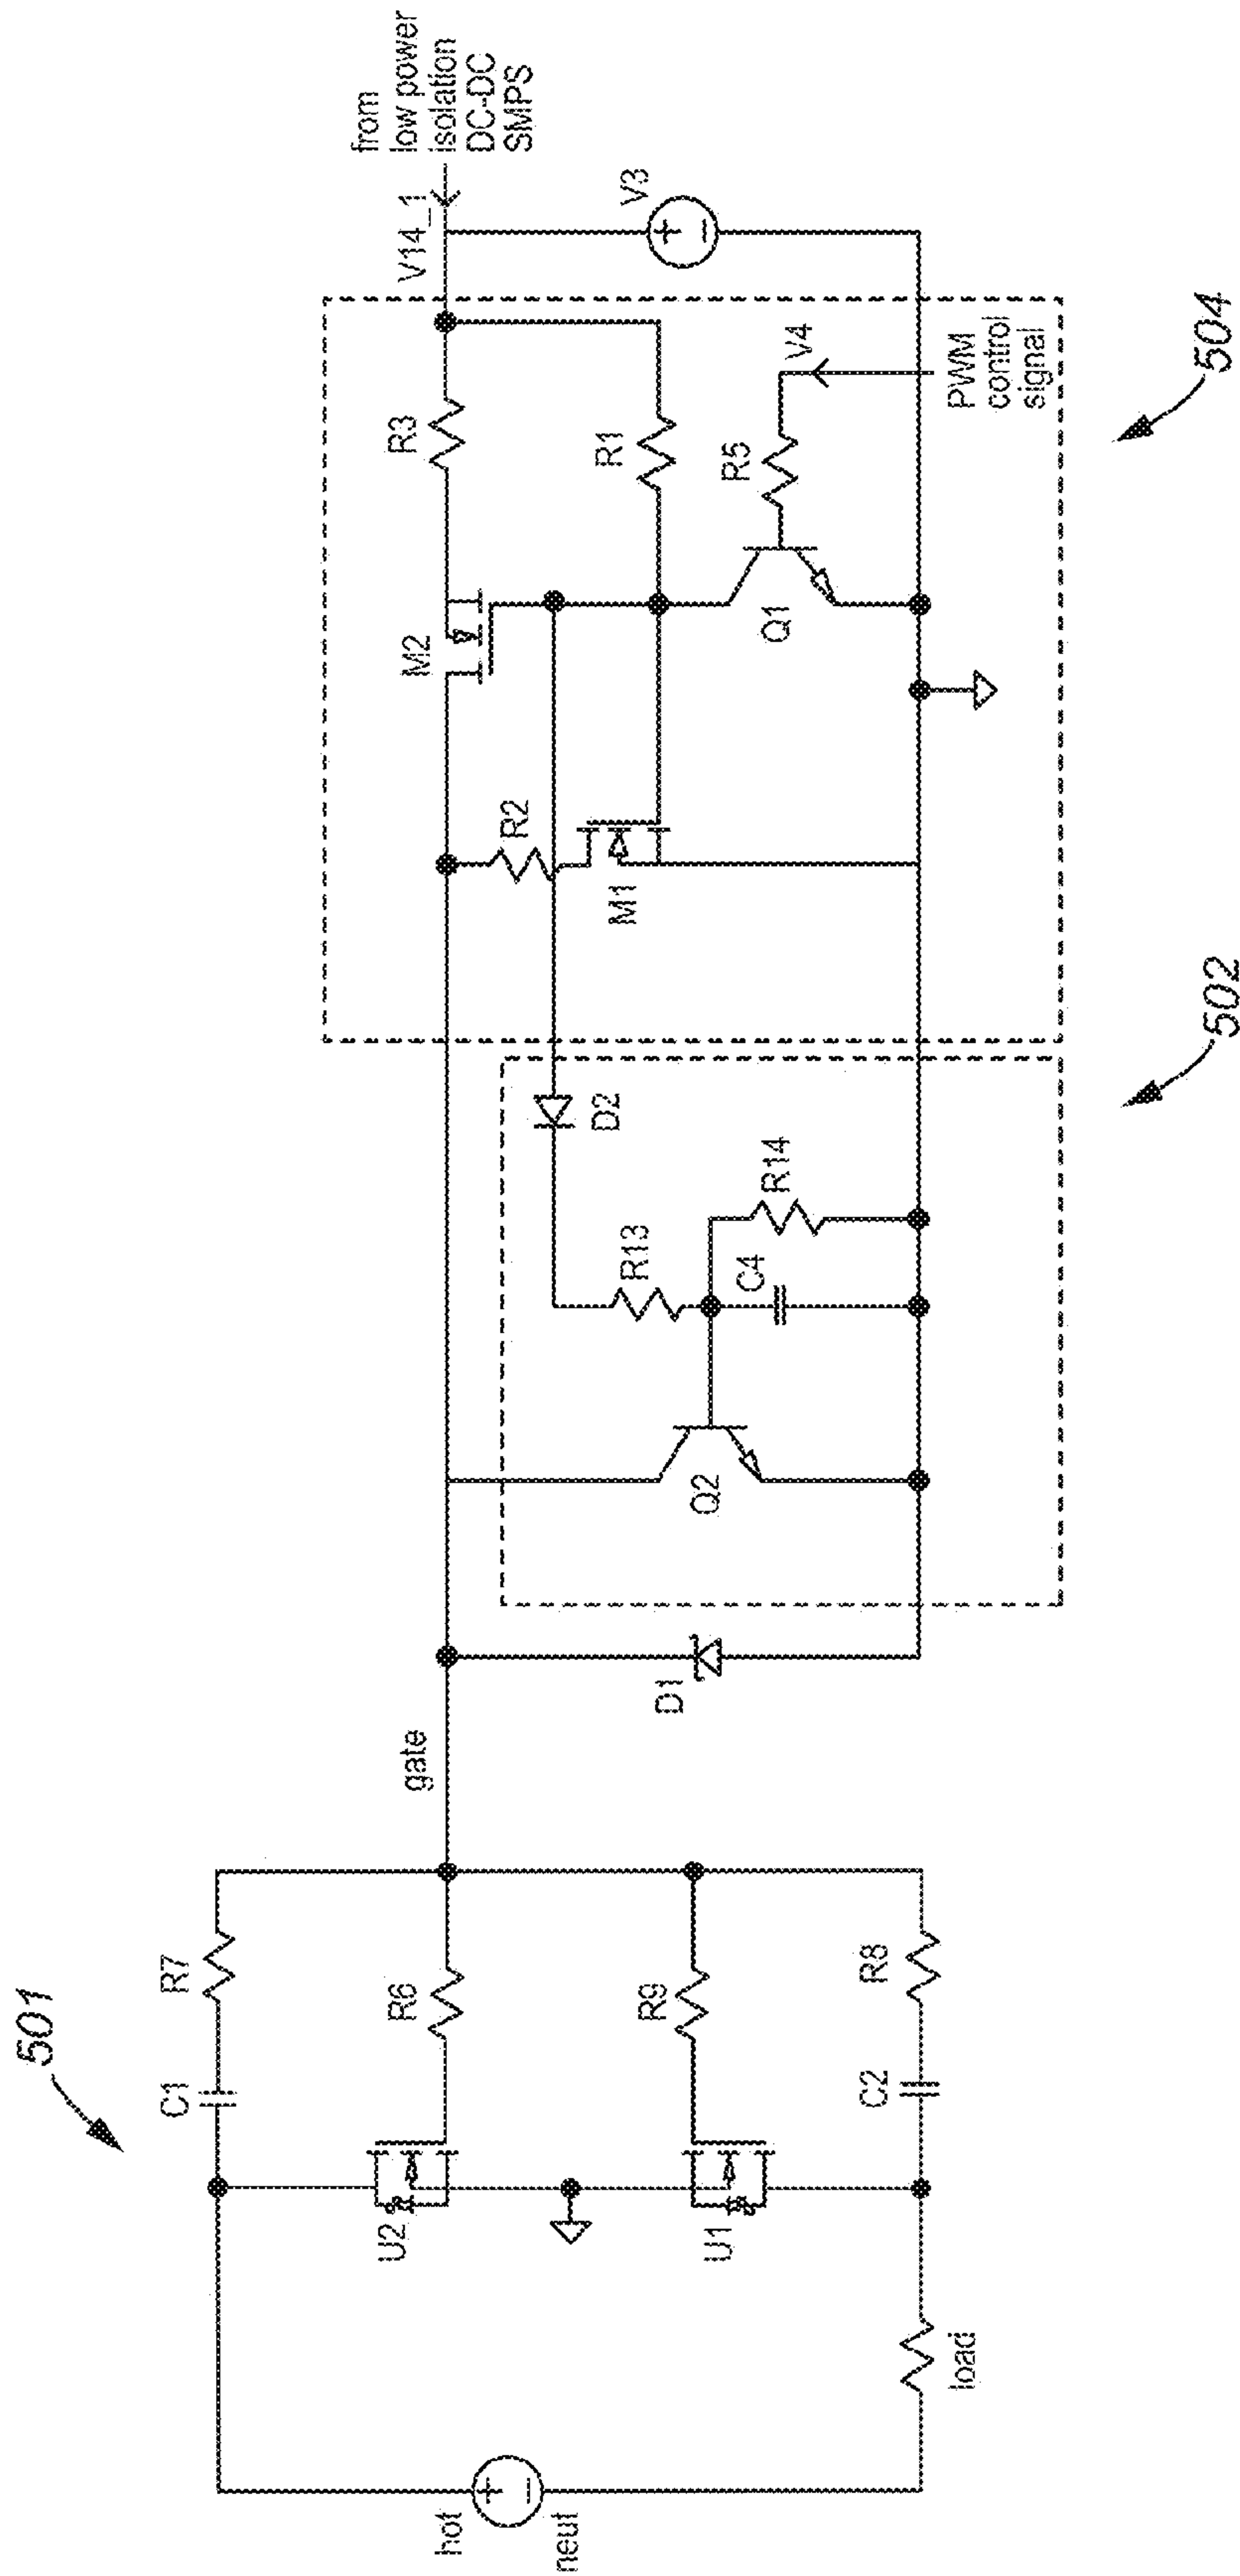 501
hot
neut
load
C1
R7
U2
R6
U1
R9
C2
R8
gate
D1
502
Q2
R13
C4
R14
D2
504
M1
R2
M2
R3
R1
Q1
R5
V4
PWM
control
signal
V14_1
V3
from
low power
isolation
DC-DC
SMPS